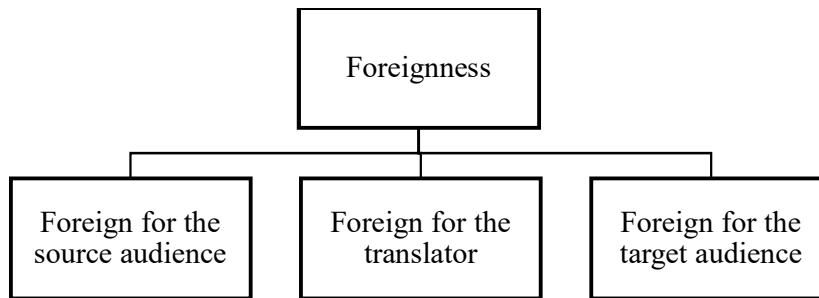 Foreignness
Foreign for the
source audience
Foreign for the
translator
Foreign for the
target audience